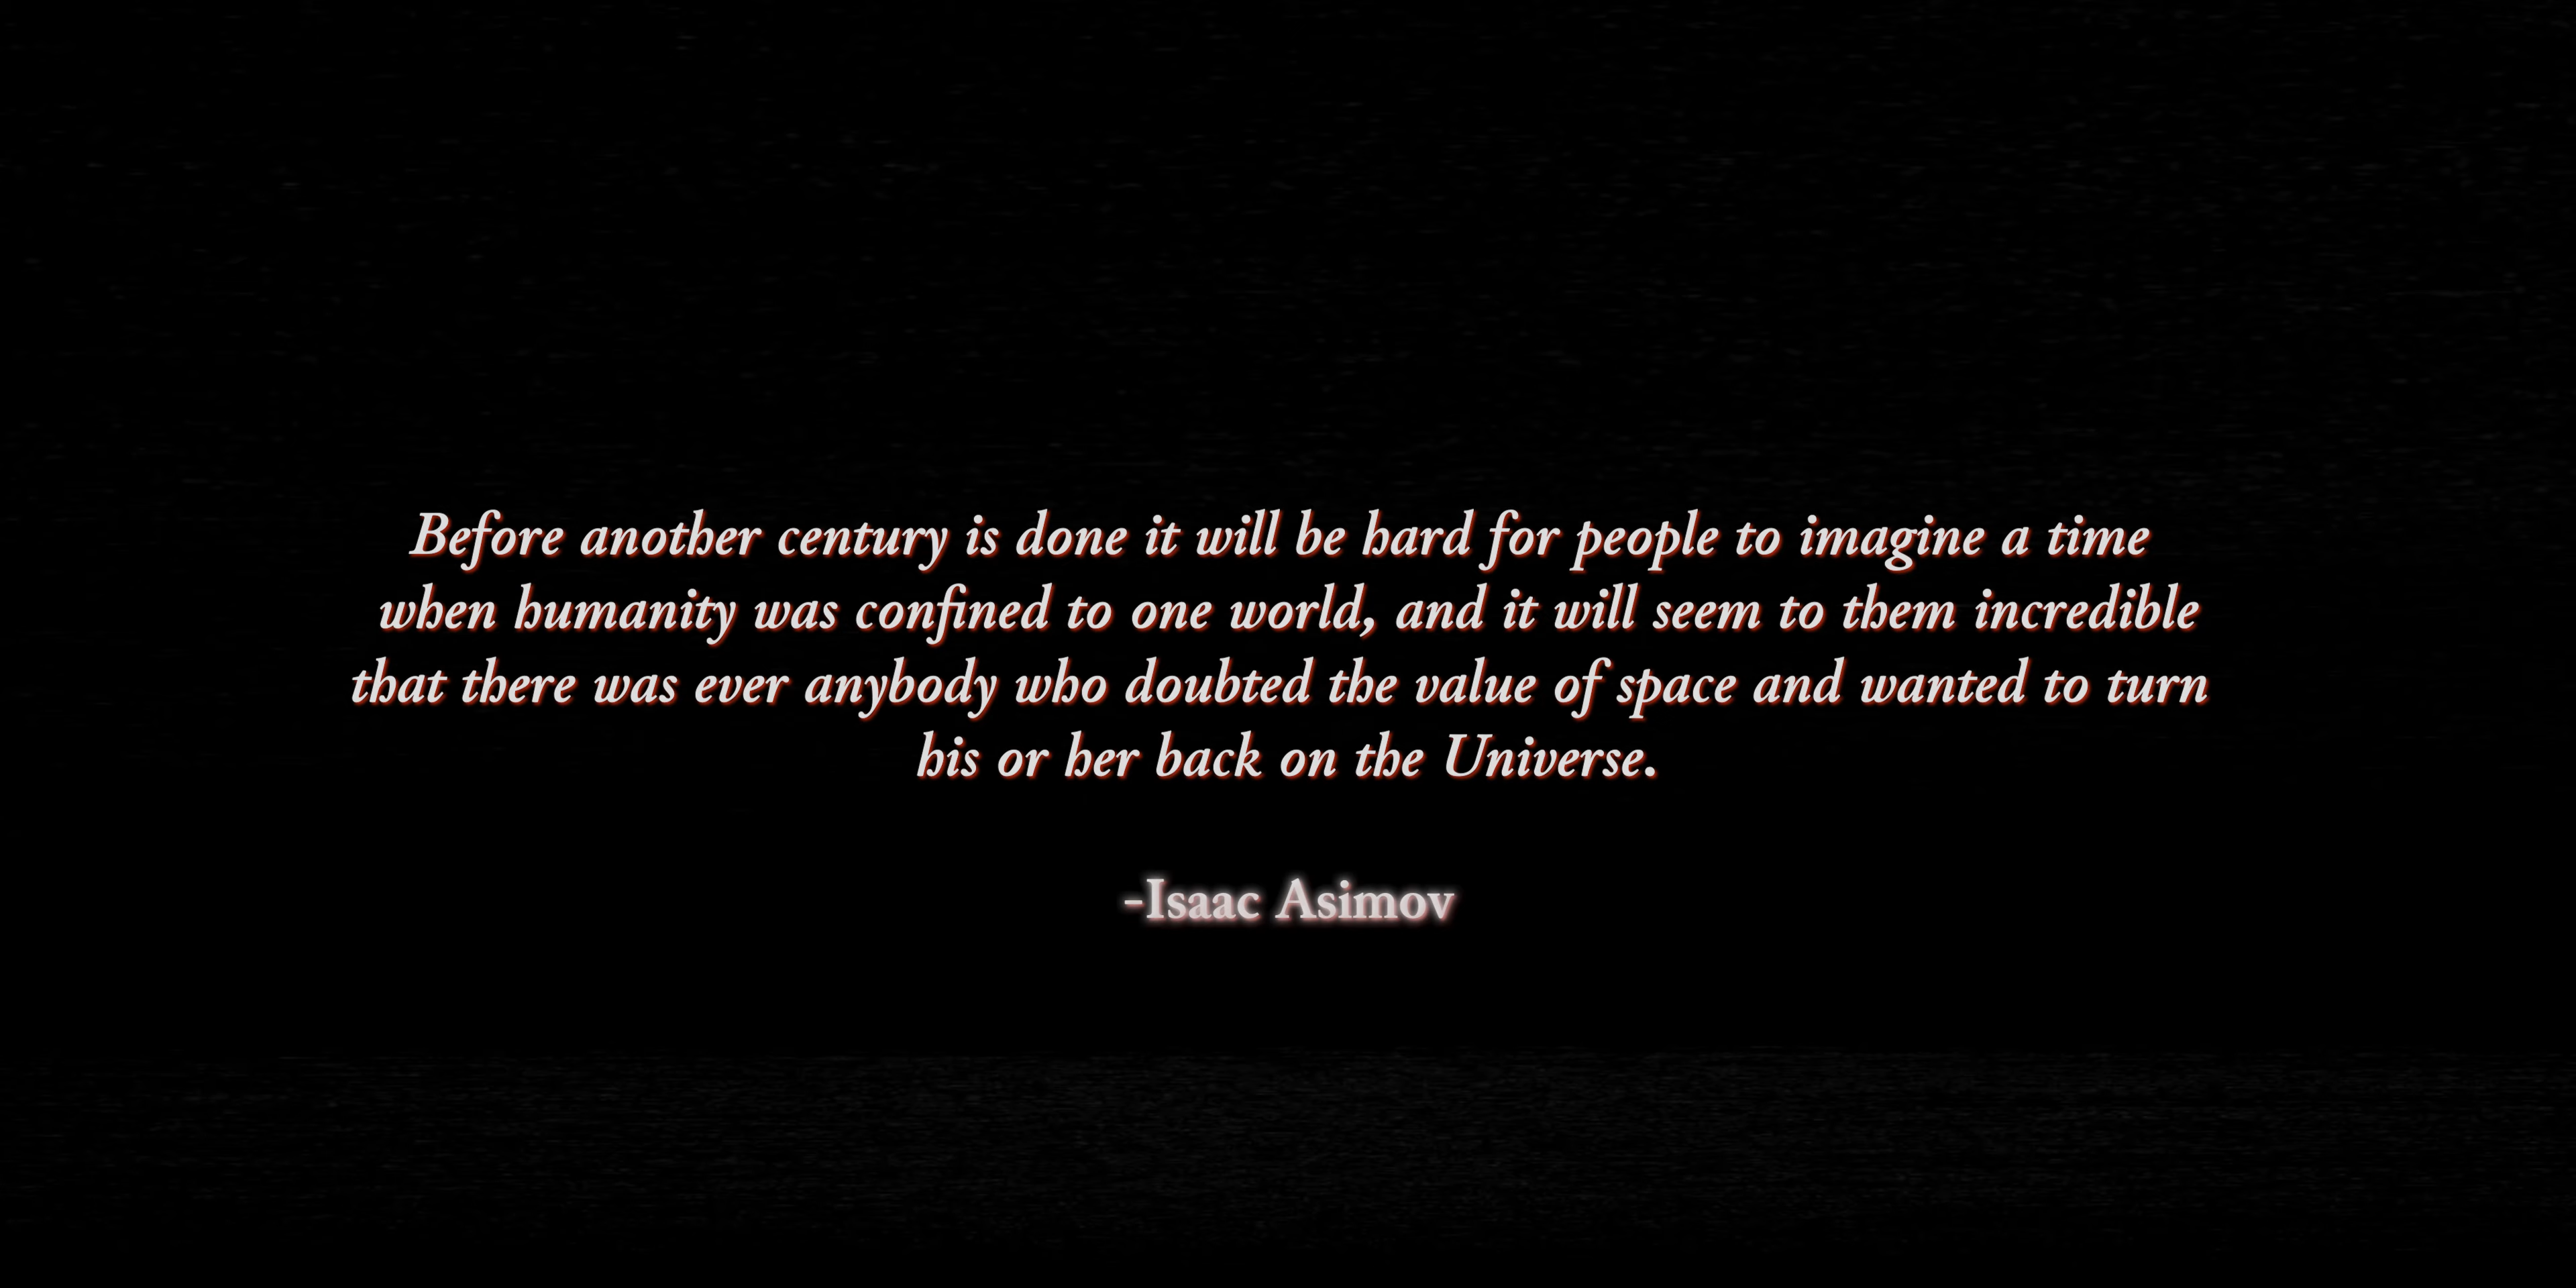 Before another century is done it will be hard for people to imagine a time
when humanity was confined to one world, and it will seem to them incredible
that there was ever anybody who doubted the value of space and wanted to turn
his or her back on the Universe.
-Isaac Asimov